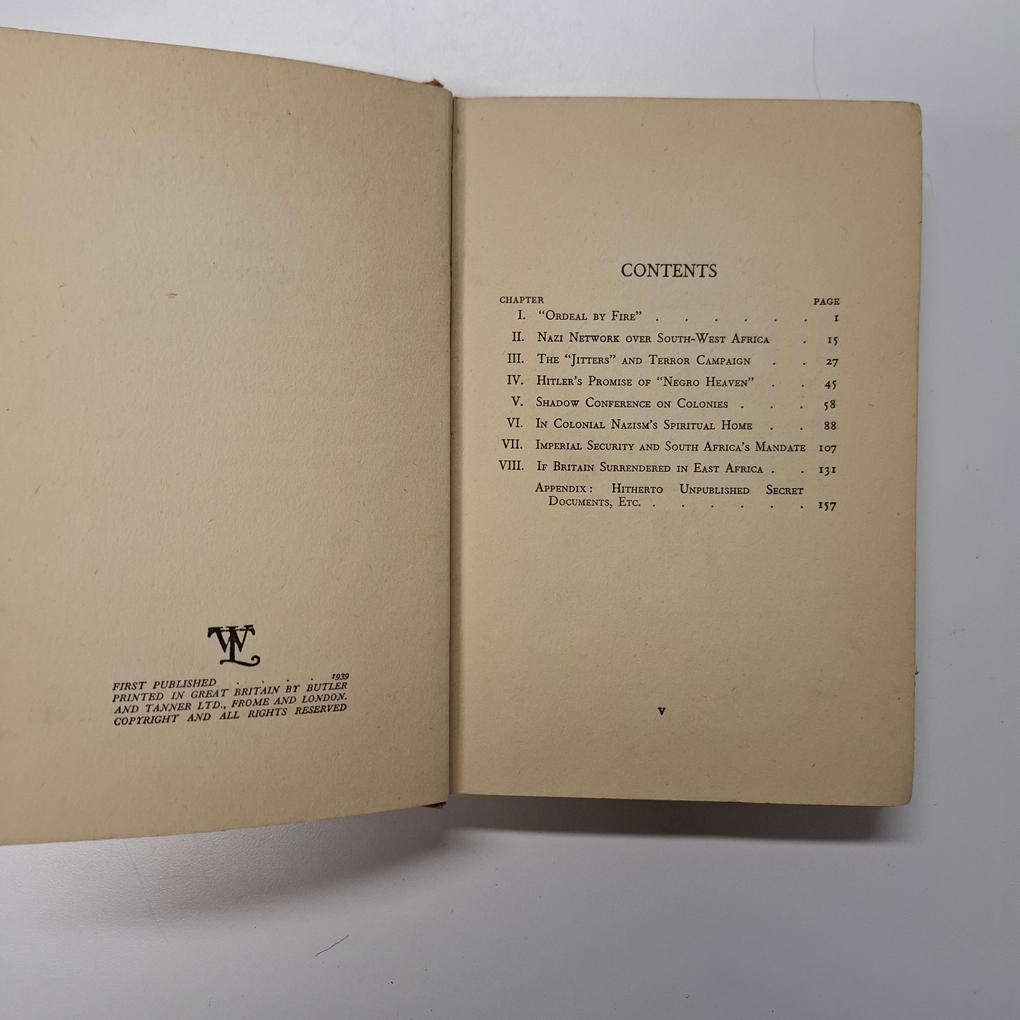 WL
FIRST PUBLISHED . . . . 1939
PRINTED IN GREAT BRITAIN BY BUTLER
AND TANNER LTD., FROME AND LONDON.
COPYRIGHT AND ALL RIGHTS RESERVED
CONTENTS
CHAPTER PAGE
I. “Ordeal by Fire” . . . . . . 1
II. Nazi Network over South-West Africa . 15
III. The “Jitters” and Terror Campaign . . 27
IV. Hitler’s Promise of “Negro Heaven” . . 45
V. Shadow Conference on Colonies . . . 58
VI. In Colonial Nazism’s Spiritual Home . . 88
VII. Imperial Security and South Africa’s Mandate 107
VIII. If Britain Surrendered in East Africa . . 131
Appendix: Hitherto Unpublished Secret
Documents, Etc. . . . . . . 157
v